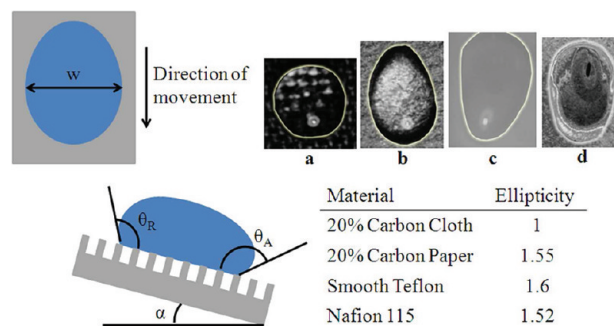 w
Direction of
movement
a
b
c
d
θR
θA
α
Material Ellipticity
20% Carbon Cloth 1
20% Carbon Paper 1.55
Smooth Teflon 1.6
Nafion 115 1.52